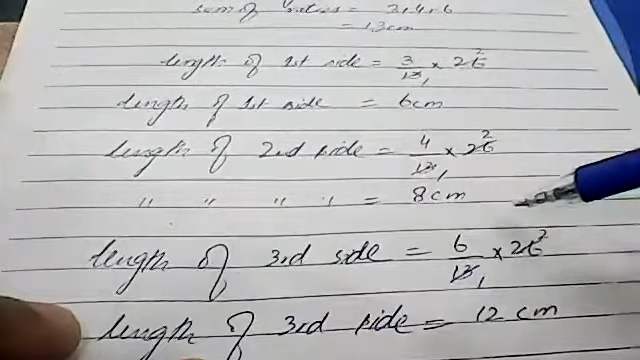 sum of ratios = 3+4+6
= 13cm
length of 1st side = 3/13 × 26
length of 1st side = 6cm
length of 2nd side = 4/13 × 26
" " " " = 8cm
length of 3rd side = 6/13 × 26
length of 3rd side = 12 cm